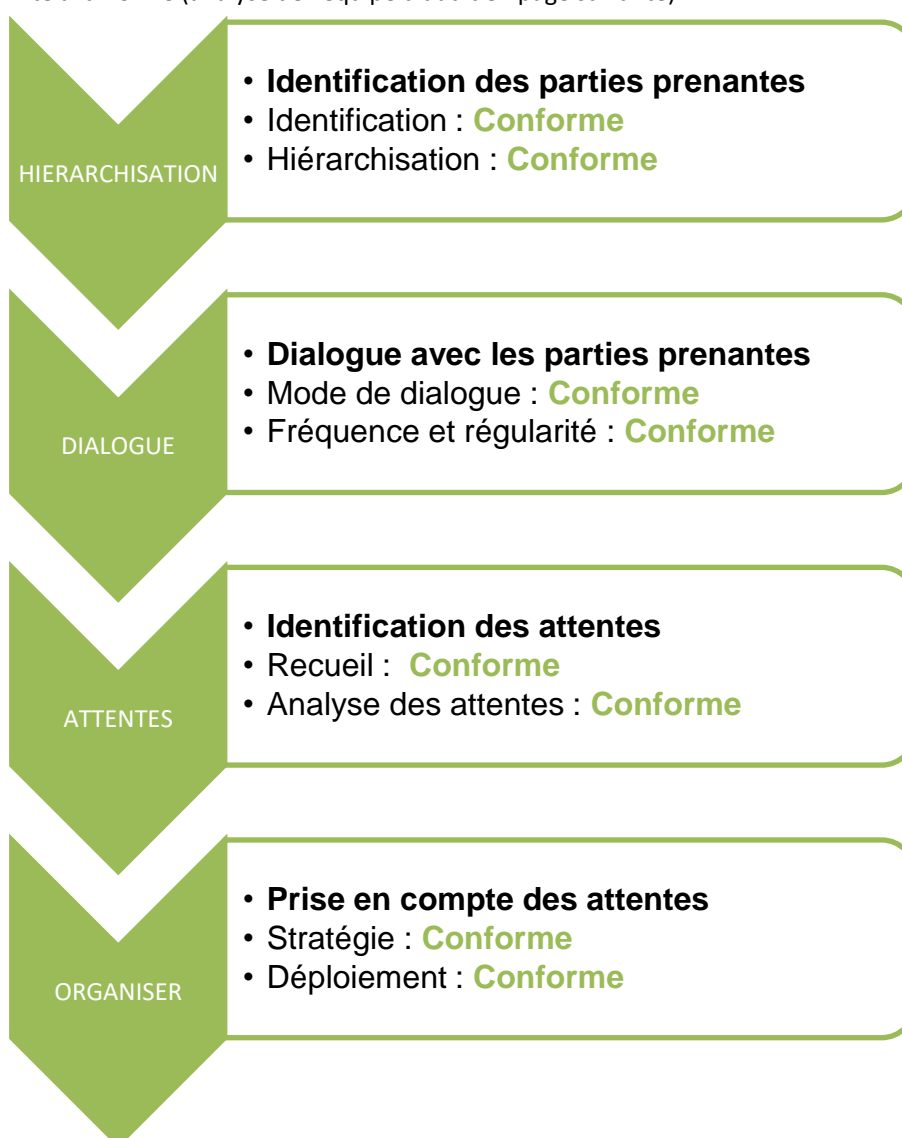 HIERARCHISATION
• Identification des parties prenantes
• Identification : Conforme
• Hiérarchisation : Conforme
DIALOGUE
• Dialogue avec les parties prenantes
• Mode de dialogue : Conforme
• Fréquence et régularité : Conforme
ATTENTES
• Identification des attentes
• Recueil : Conforme
• Analyse des attentes : Conforme
ORGANISER
• Prise en compte des attentes
• Stratégie : Conforme
• Déploiement : Conforme